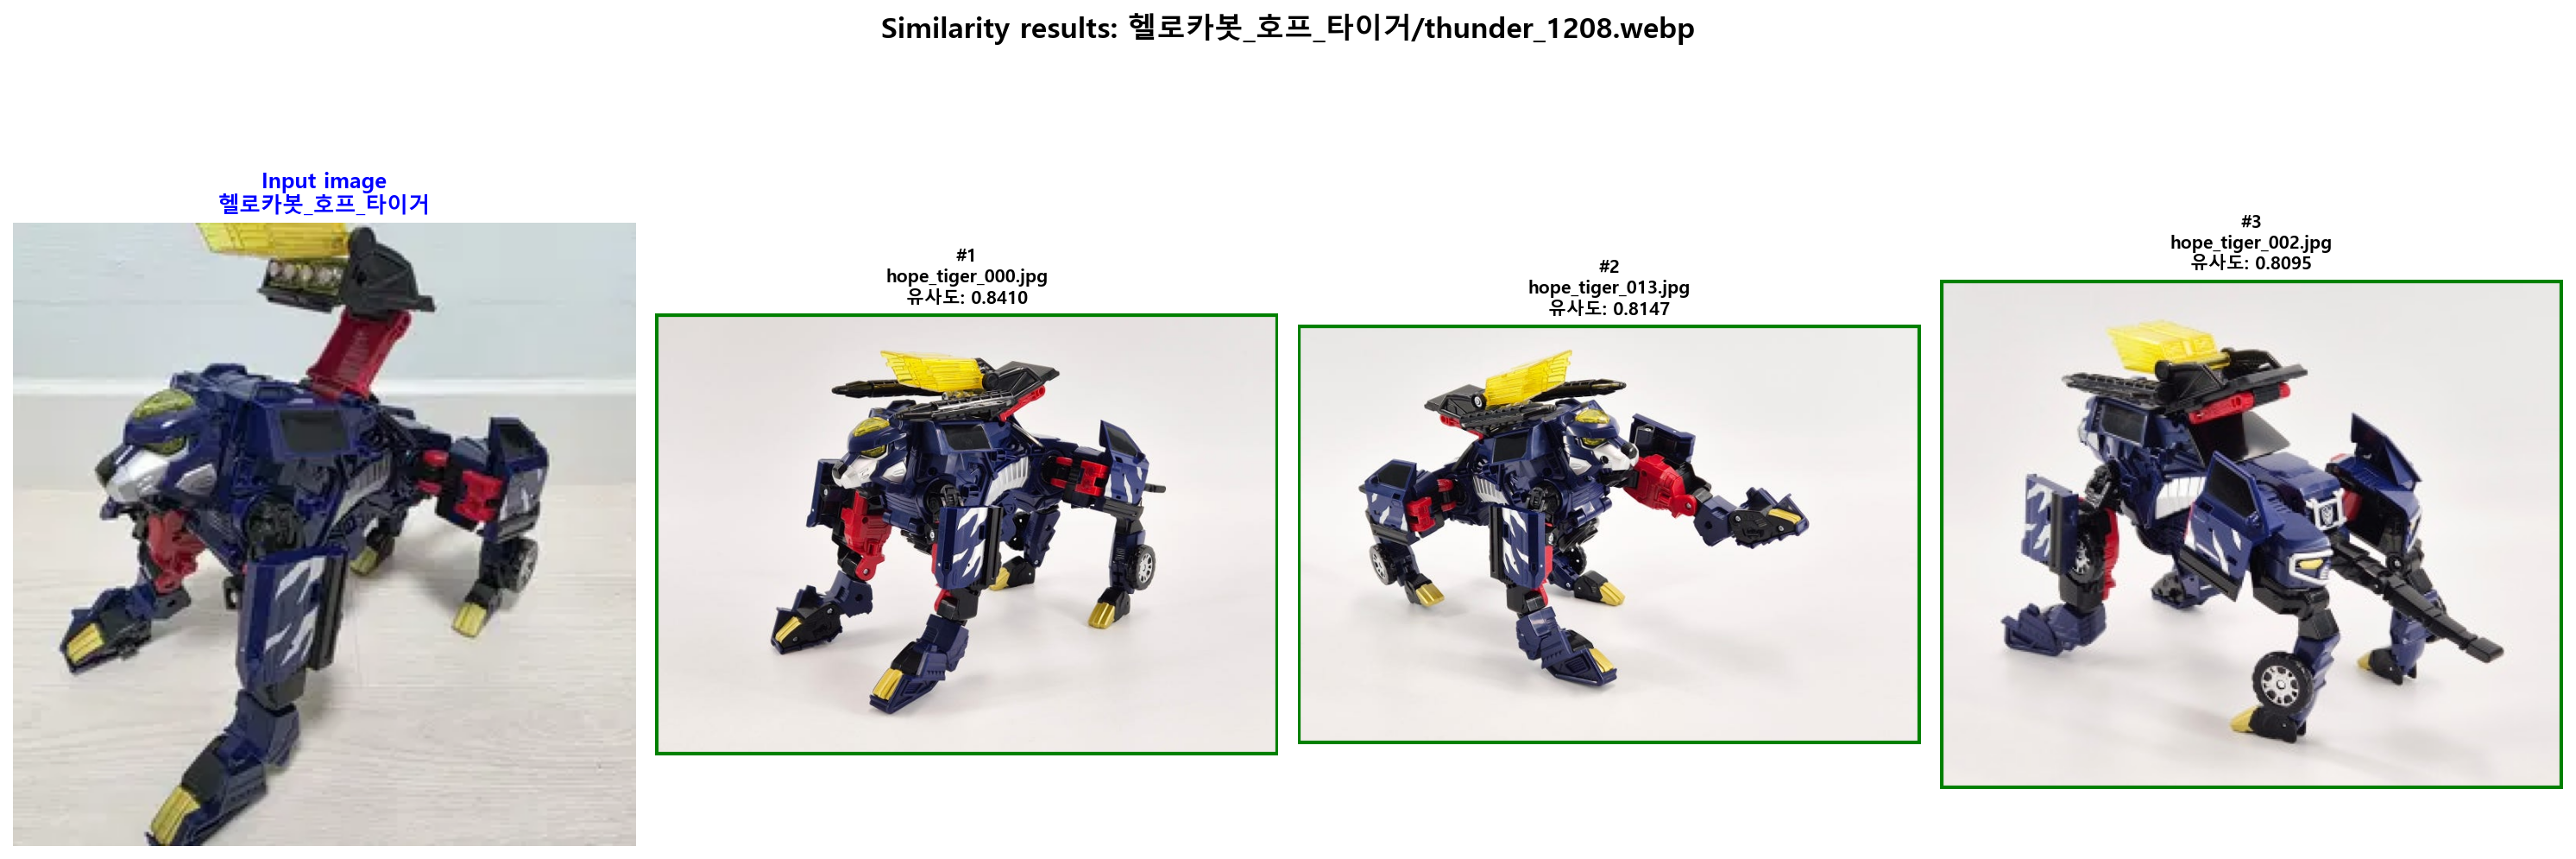 Similarity results: 헬로카봇_호프_타이거/thunder_1208.webp
Input image
헬로카봇_호프_타이거
#1
hope_tiger_000.jpg
유사도: 0.8410
#2
hope_tiger_013.jpg
유사도: 0.8147
#3
hope_tiger_002.jpg
유사도: 0.8095